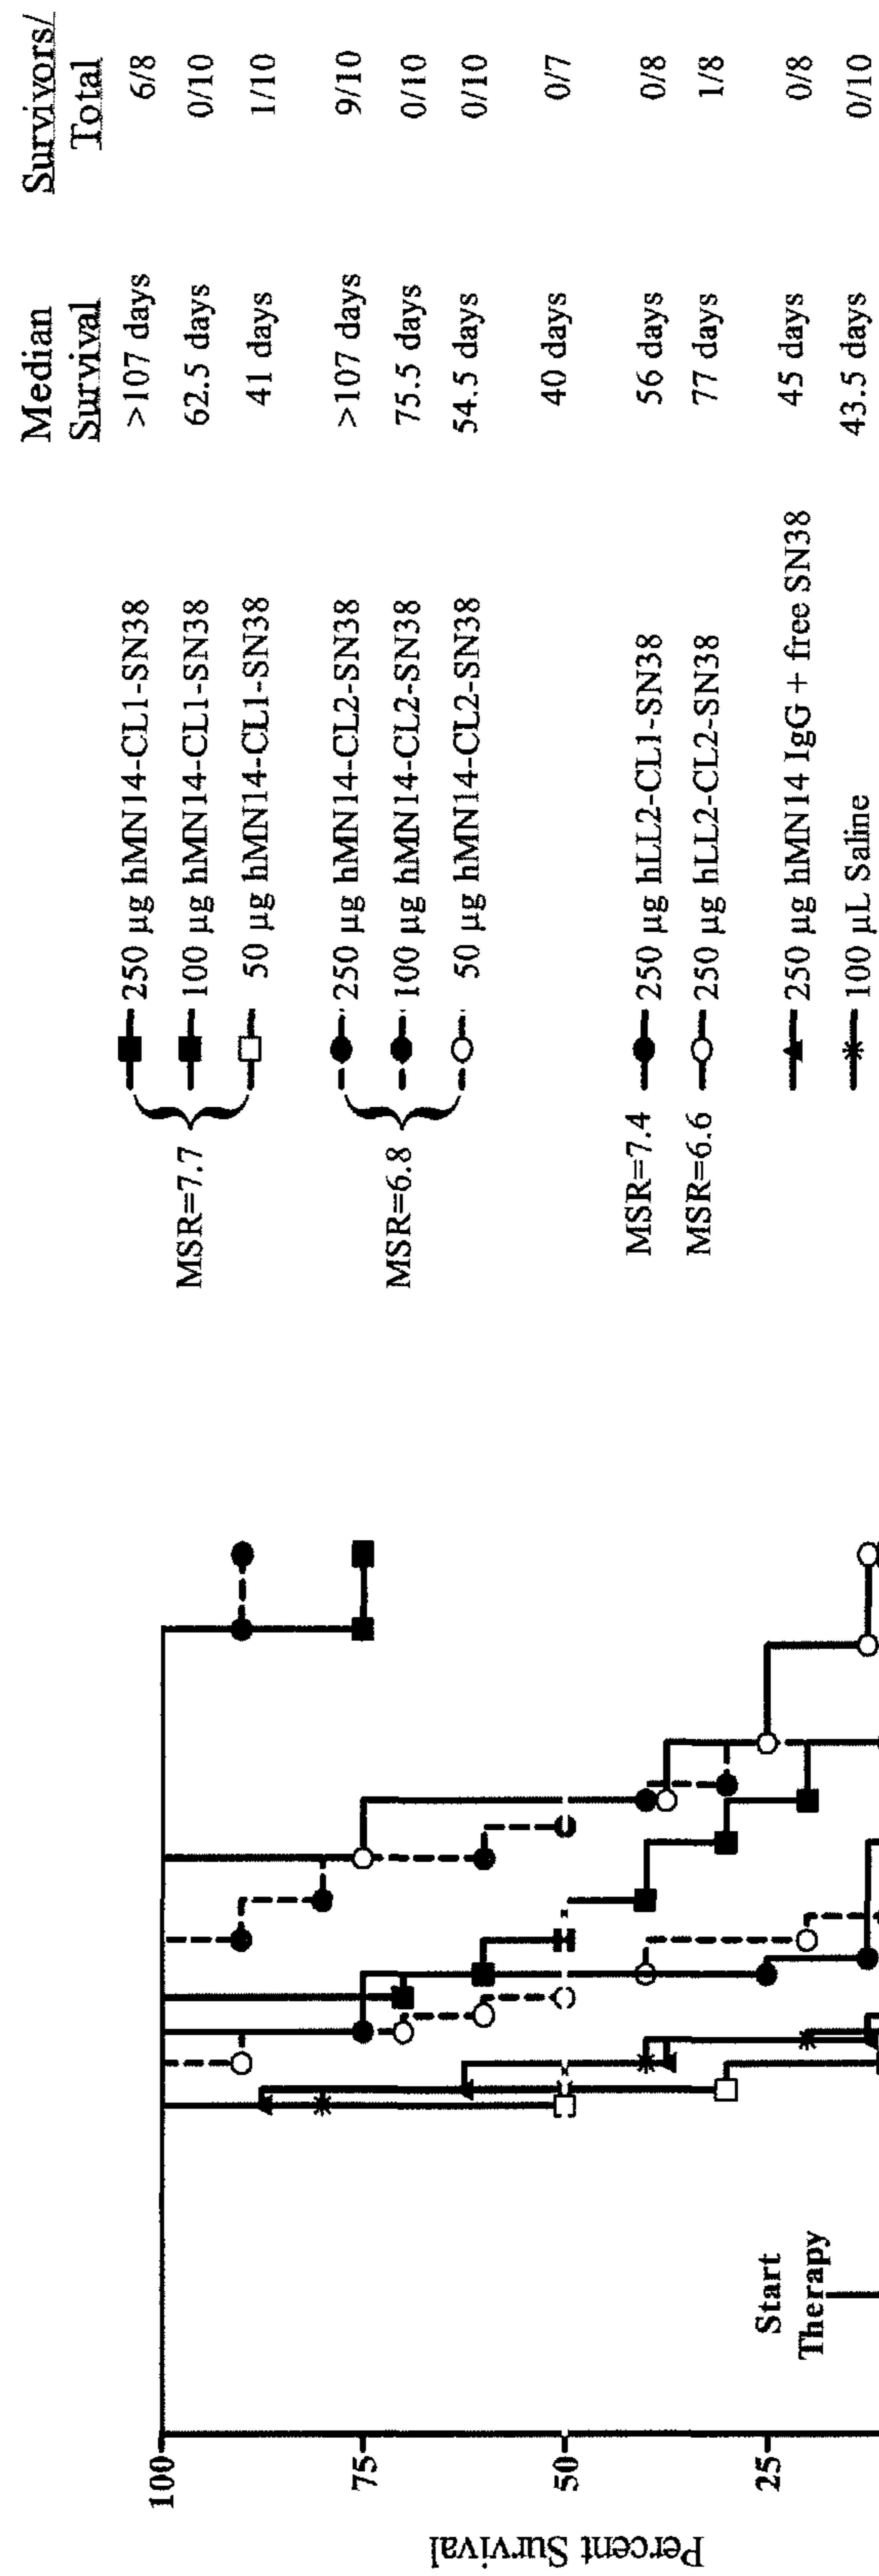 Median Survivors/
Survival Total
MSR=7.7
250 µg hMN14-CL1-SN38 >107 days 6/8
100 µg hMN14-CL1-SN38 62.5 days 0/10
50 µg hMN14-CL1-SN38 41 days 1/10
MSR=6.8
250 µg hMN14-CL2-SN38 >107 days 9/10
100 µg hMN14-CL2-SN38 75.5 days 0/10
50 µg hMN14-CL2-SN38 54.5 days 0/10
40 days 0/7
MSR=7.4 250 µg hLL2-CL1-SN38 56 days 0/8
MSR=6.6 250 µg hLL2-CL2-SN38 77 days 1/8
250 µg hMN14 IgG + free SN38 45 days 0/8
100 µL Saline 43.5 days 0/10
Percent Survival
100
75
50
25
Start
Therapy